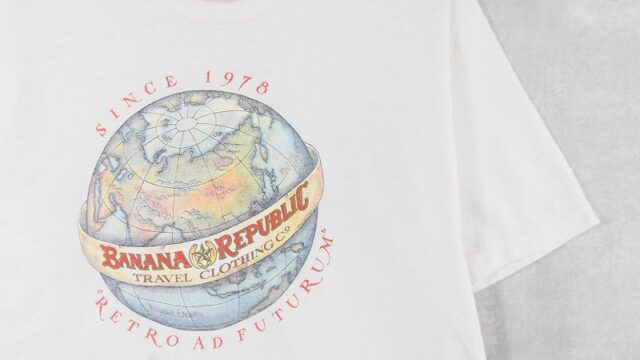 SINCE 1978
BANANA REPUBLIC
TRAVEL CLOTHING Cº
"RETRO AD FUTURUM"